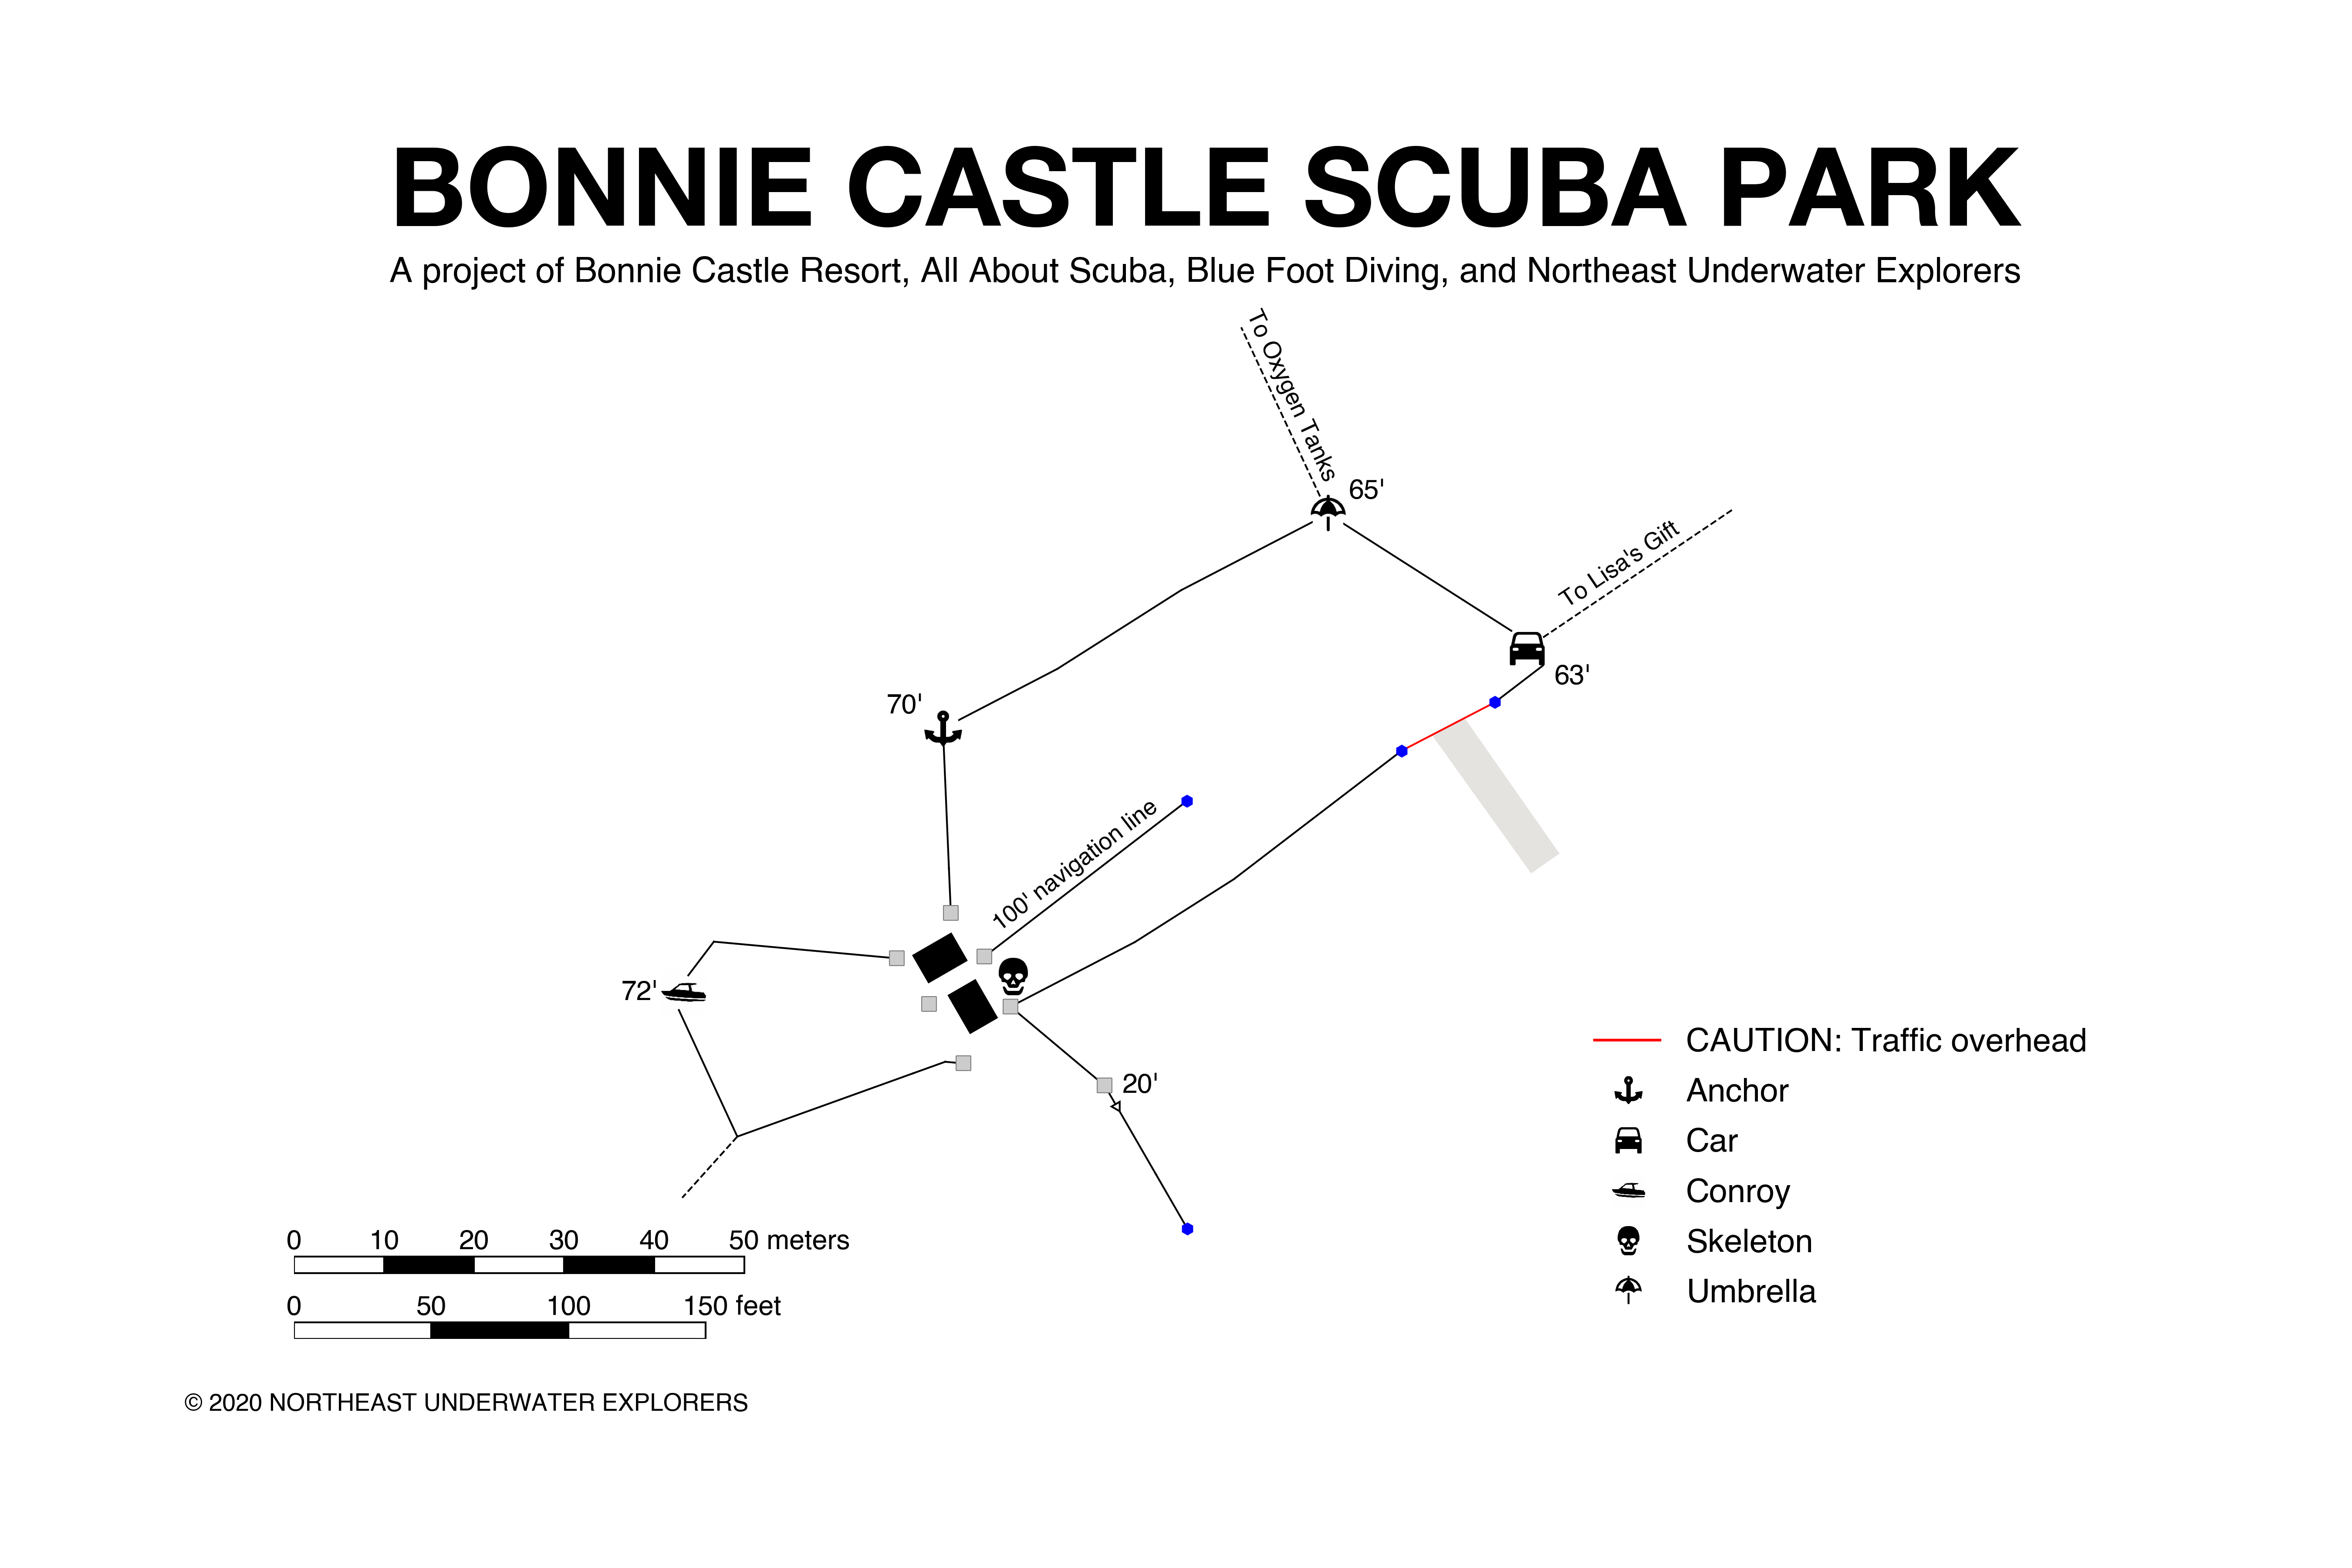 BONNIE CASTLE SCUBA PARK
A project of Bonnie Castle Resort, All About Scuba, Blue Foot Diving, and Northeast Underwater Explorers
To Oxygen Tanks
65'
To Lisa's Gift
63'
70'
100' navigation line
72'
20'
CAUTION: Traffic overhead
Anchor
Car
Conroy
Skeleton
Umbrella
0 10 20 30 40 50 meters
0 50 100 150 feet
© 2020 NORTHEAST UNDERWATER EXPLORERS